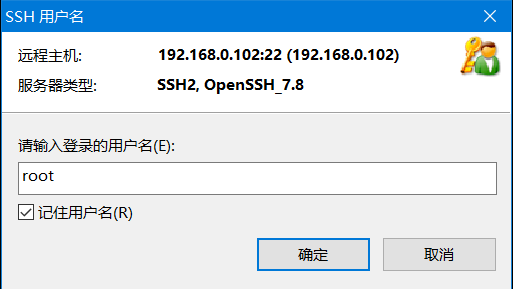 SSH 用户名
远程主机: 192.168.0.102:22 (192.168.0.102)
服务器类型: SSH2, OpenSSH_7.8
请输入登录的用户名(E):
root
记住用户名(R)
确定 取消